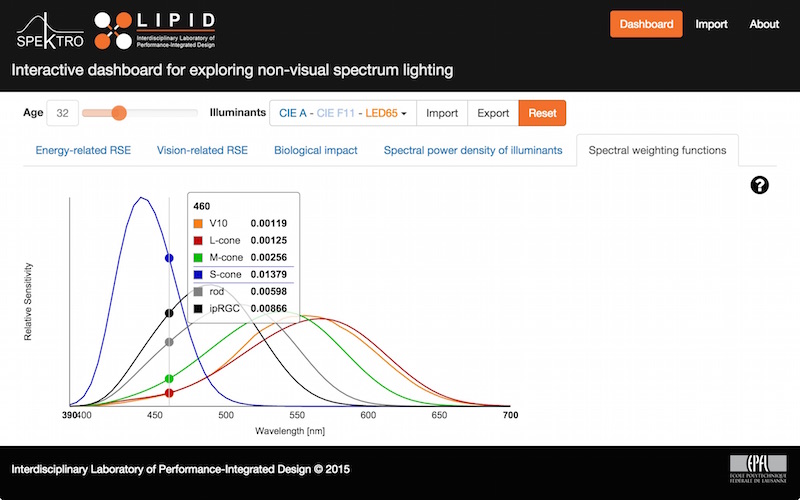 SPEKTRO
LIPID
Interdisciplinary Laboratory of
Performance-Integrated Design
Dashboard Import About
Interactive dashboard for exploring non-visual spectrum lighting
Age 32 Illuminants CIE A - CIE F11 - LED65 Import Export Reset
Energy-related RSE Vision-related RSE Biological impact Spectral power density of illuminants Spectral weighting functions
?
460
V10 0.00119
L-cone 0.00125
M-cone 0.00256
S-cone 0.01379
rod 0.00598
ipRGC 0.00866
Relative Sensitivity
390 400 450 500 550 600 650 700
Wavelength [nm]
Interdisciplinary Laboratory of Performance-Integrated Design © 2015
EPFL
ÉCOLE POLYTECHNIQUE
FÉDÉRALE DE LAUSANNE